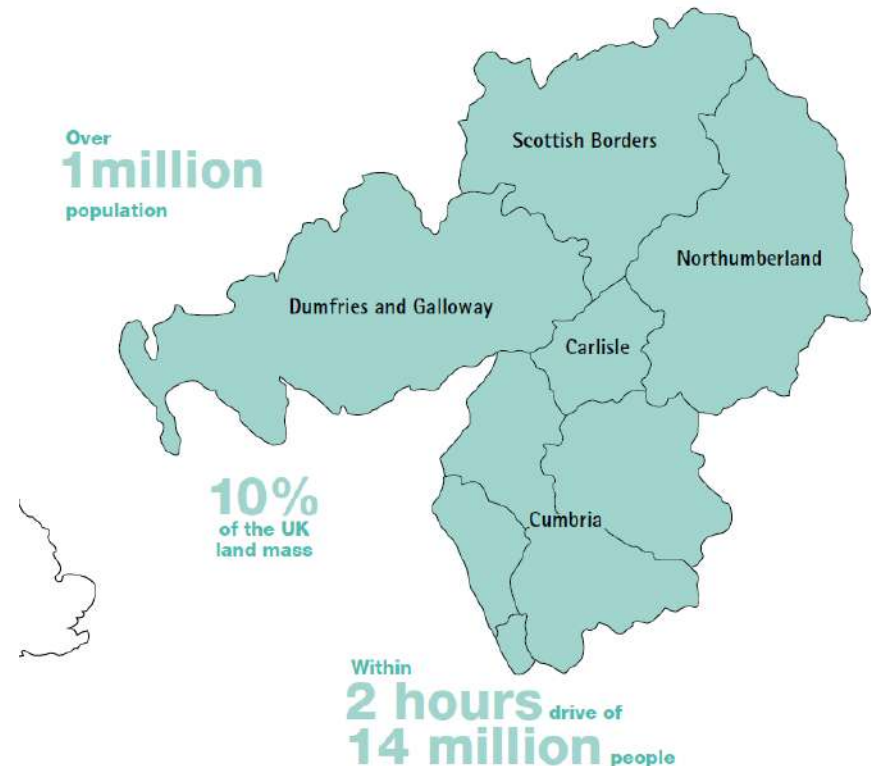 Over
1million
population
Scottish Borders
Northumberland
Dumfries and Galloway
Carlisle
10%
of the UK
land mass
Cumbria
Within
2 hours drive of
14 million people